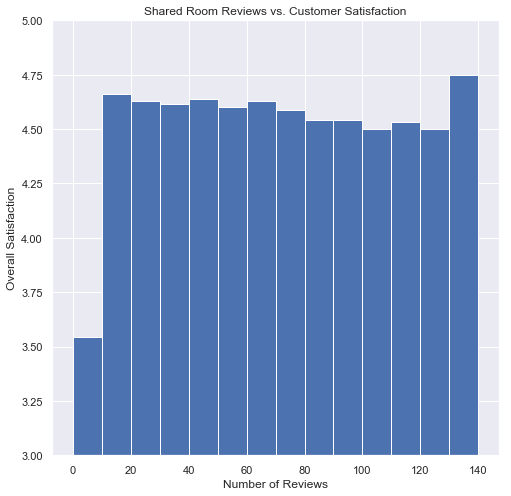 Shared Room Reviews vs. Customer Satisfaction
5.00
4.75
4.50
4.25
4.00
3.75
3.50
3.25
3.00
Overall Satisfaction
0 20 40 60 80 100 120 140
Number of Reviews